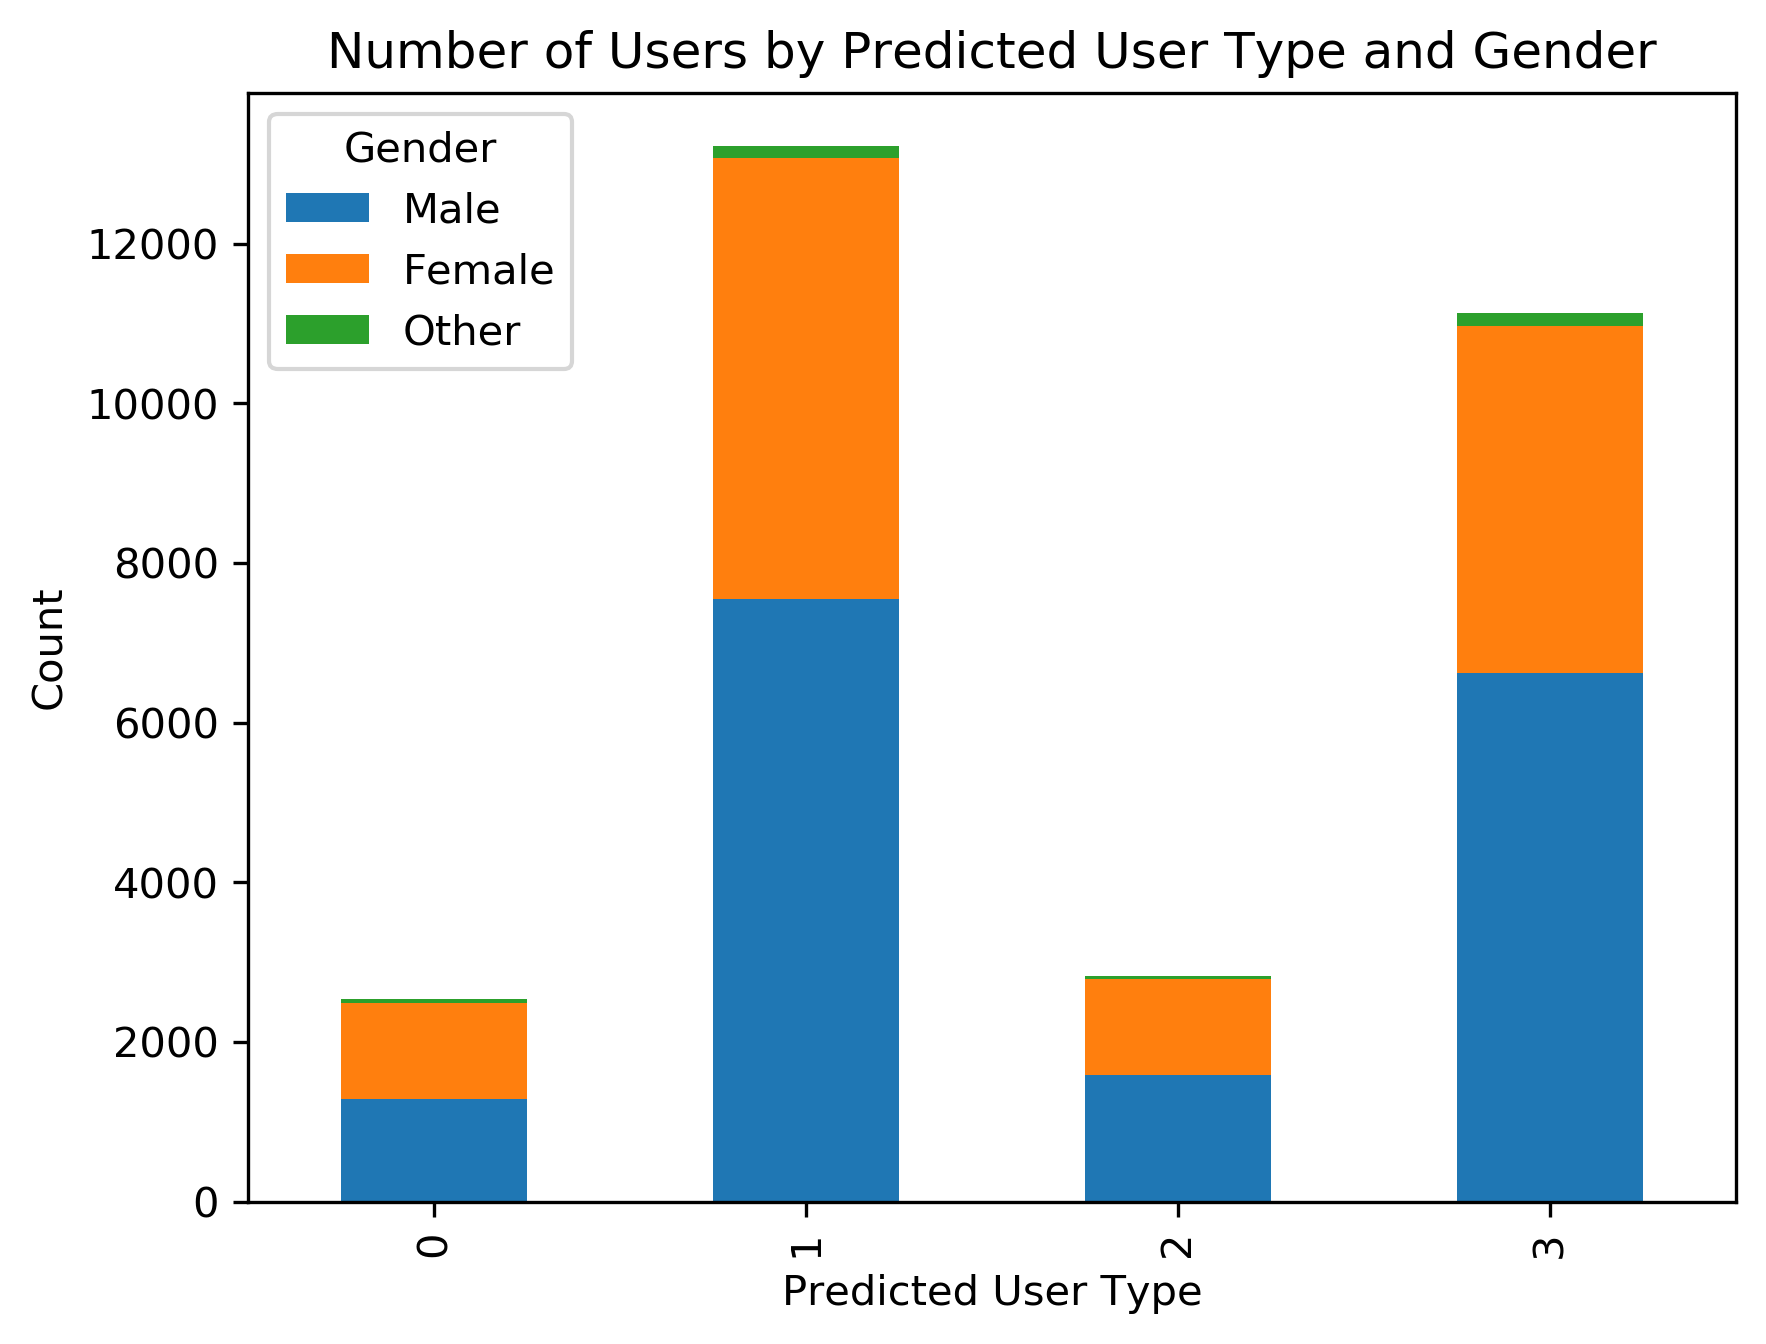 Number of Users by Predicted User Type and Gender
Gender
Male
Female
Other
12000
10000
8000
6000
4000
2000
0
Count
0 1 2 3
Predicted User Type